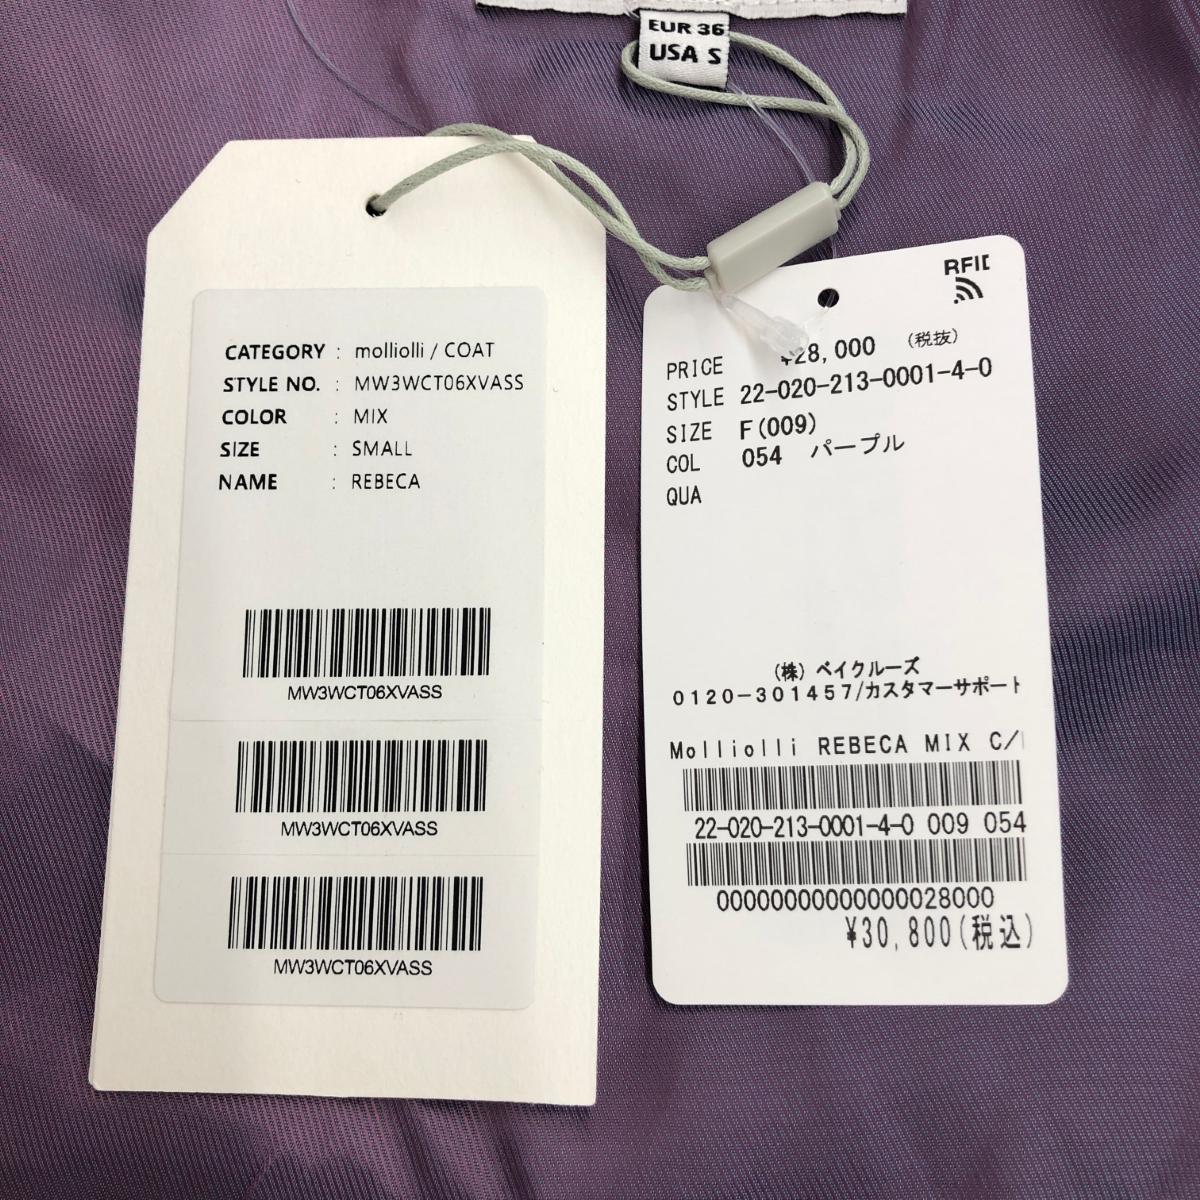 EUR 36
USA S
CATEGORY : molliolli / COAT
STYLE NO. : MW3WCT06XVASS
COLOR : MIX
SIZE : SMALL
NAME : REBECA
MW3WCT06XVASS
MW3WCT06XVASS
MW3WCT06XVASS
RFID
PRICE ¥28,000 (税抜)
STYLE 22-020-213-0001-4-0
SIZE F(009)
COL 054 パープル
QUA
(株) ベイクルーズ
0120-301457/カスタマーサポート
Molliolli REBECA MIX C/
22-020-213-0001-4-0 009 054
00000000000000028000
¥30,800(税込)